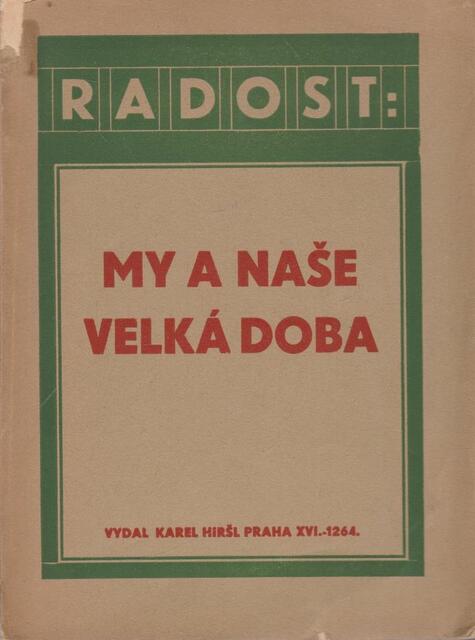 RADOST:
MY A NAŠE
VELKÁ DOBA
VYDAL KAREL HIRŠL PRAHA XVI.-1264.